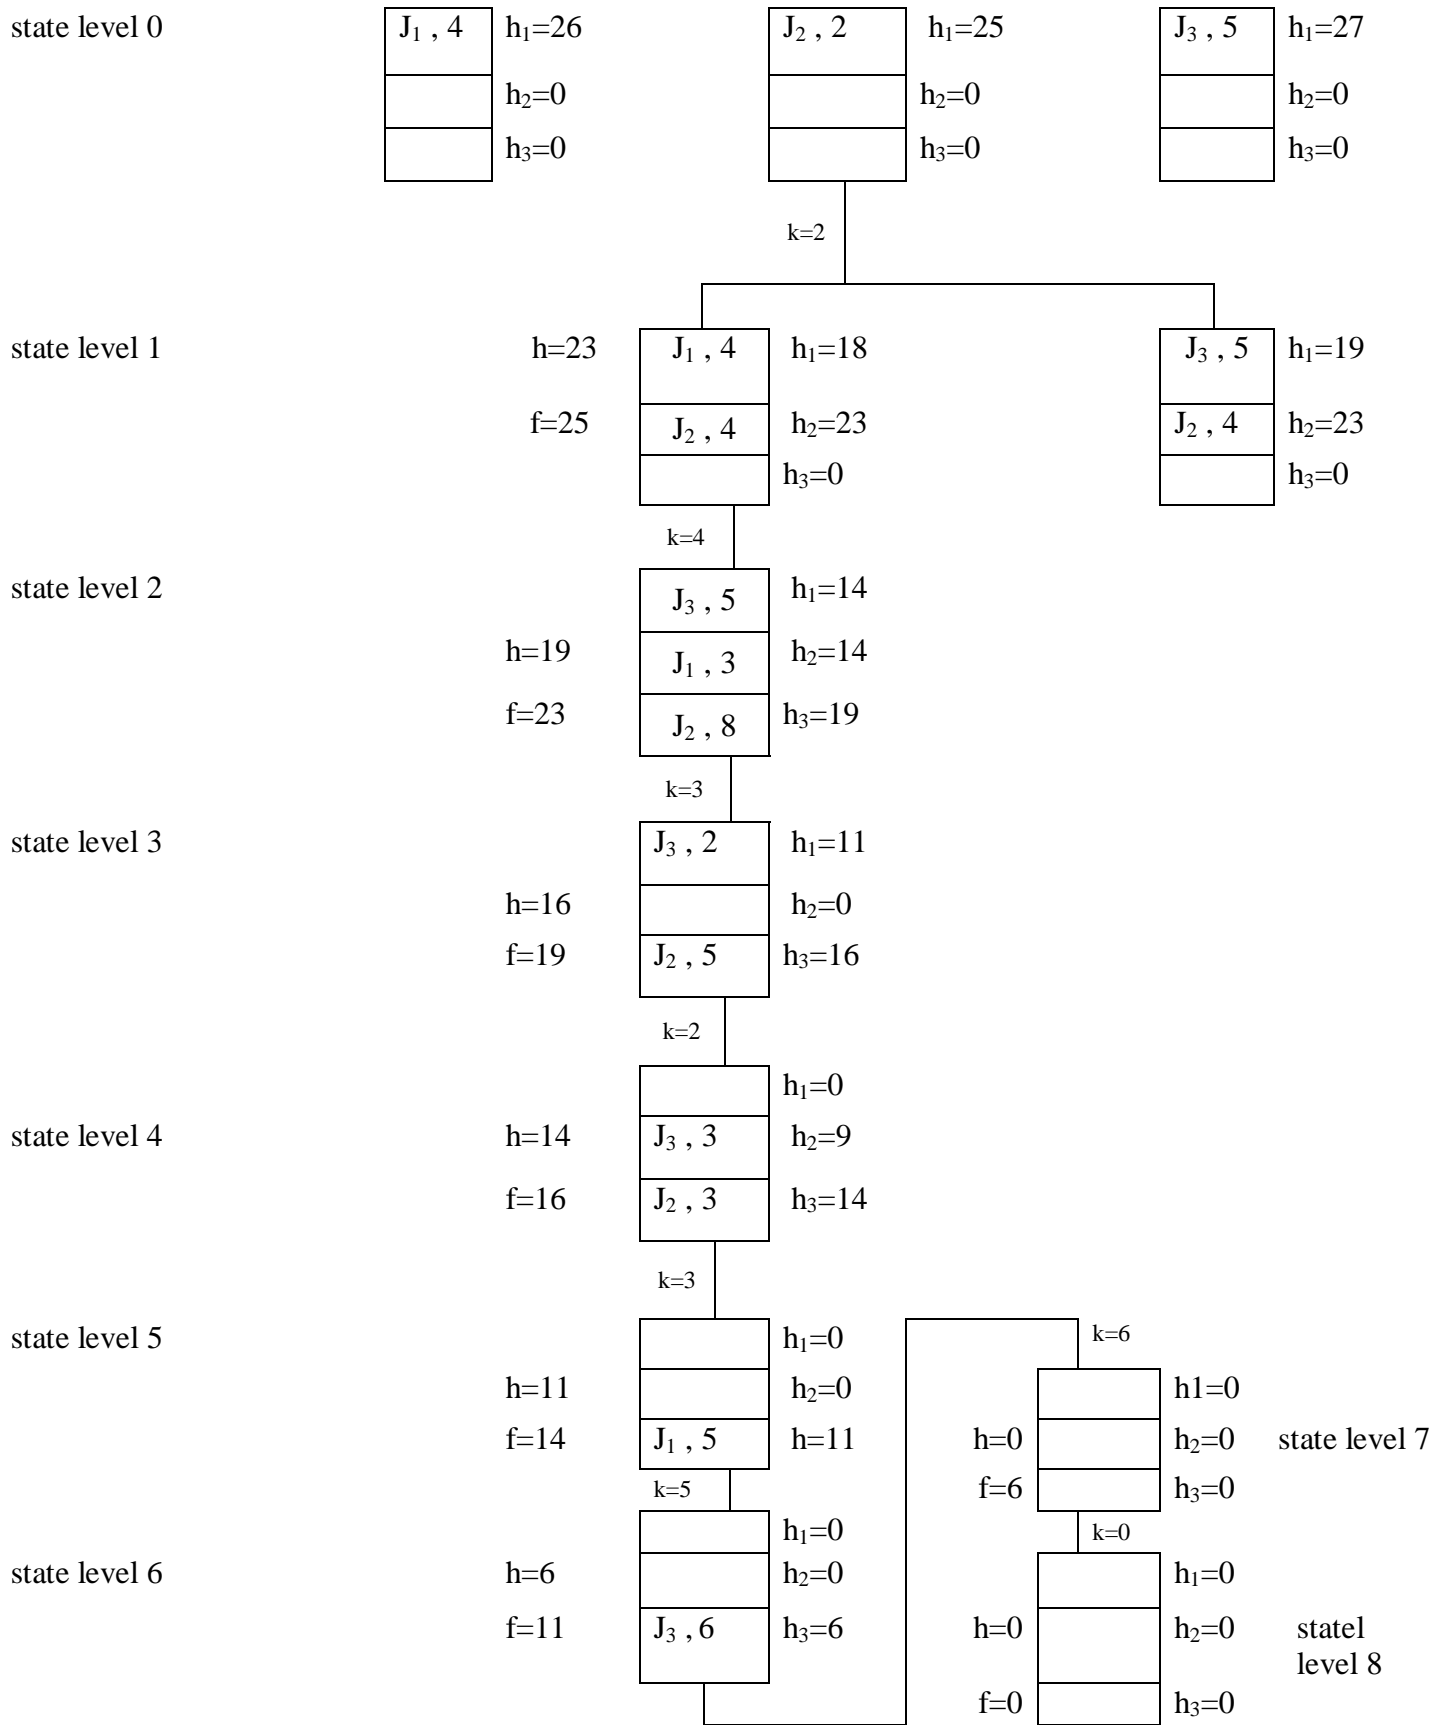 state level 0 J₁ , 4 h₁=26 J₂ , 2 h₁=25 J₃ , 5 h₁=27
h₂=0 h₂=0 h₂=0
h₃=0 h₃=0 h₃=0
k=2
state level 1 h=23 J₁ , 4 h₁=18 J₃ , 5 h₁=19
f=25 J₂ , 4 h₂=23 J₂ , 4 h₂=23
h₃=0 h₃=0
k=4
state level 2 J₃ , 5 h₁=14
h=19 J₁ , 3 h₂=14
f=23 J₂ , 8 h₃=19
k=3
state level 3 J₃ , 2 h₁=11
h=16 h₂=0
f=19 J₂ , 5 h₃=16
k=2
h₁=0
state level 4 h=14 J₃ , 3 h₂=9
f=16 J₂ , 3 h₃=14
k=3
state level 5 h₁=0 k=6
h=11 h₂=0 h1=0
f=14 J₁ , 5 h=11 h=0 h₂=0 state level 7
k=5 f=6 h₃=0
h₁=0 k=0
state level 6 h=6 h₂=0 h₁=0
f=11 J₃ , 6 h₃=6 h=0 h₂=0 statel
level 8
f=0 h₃=0